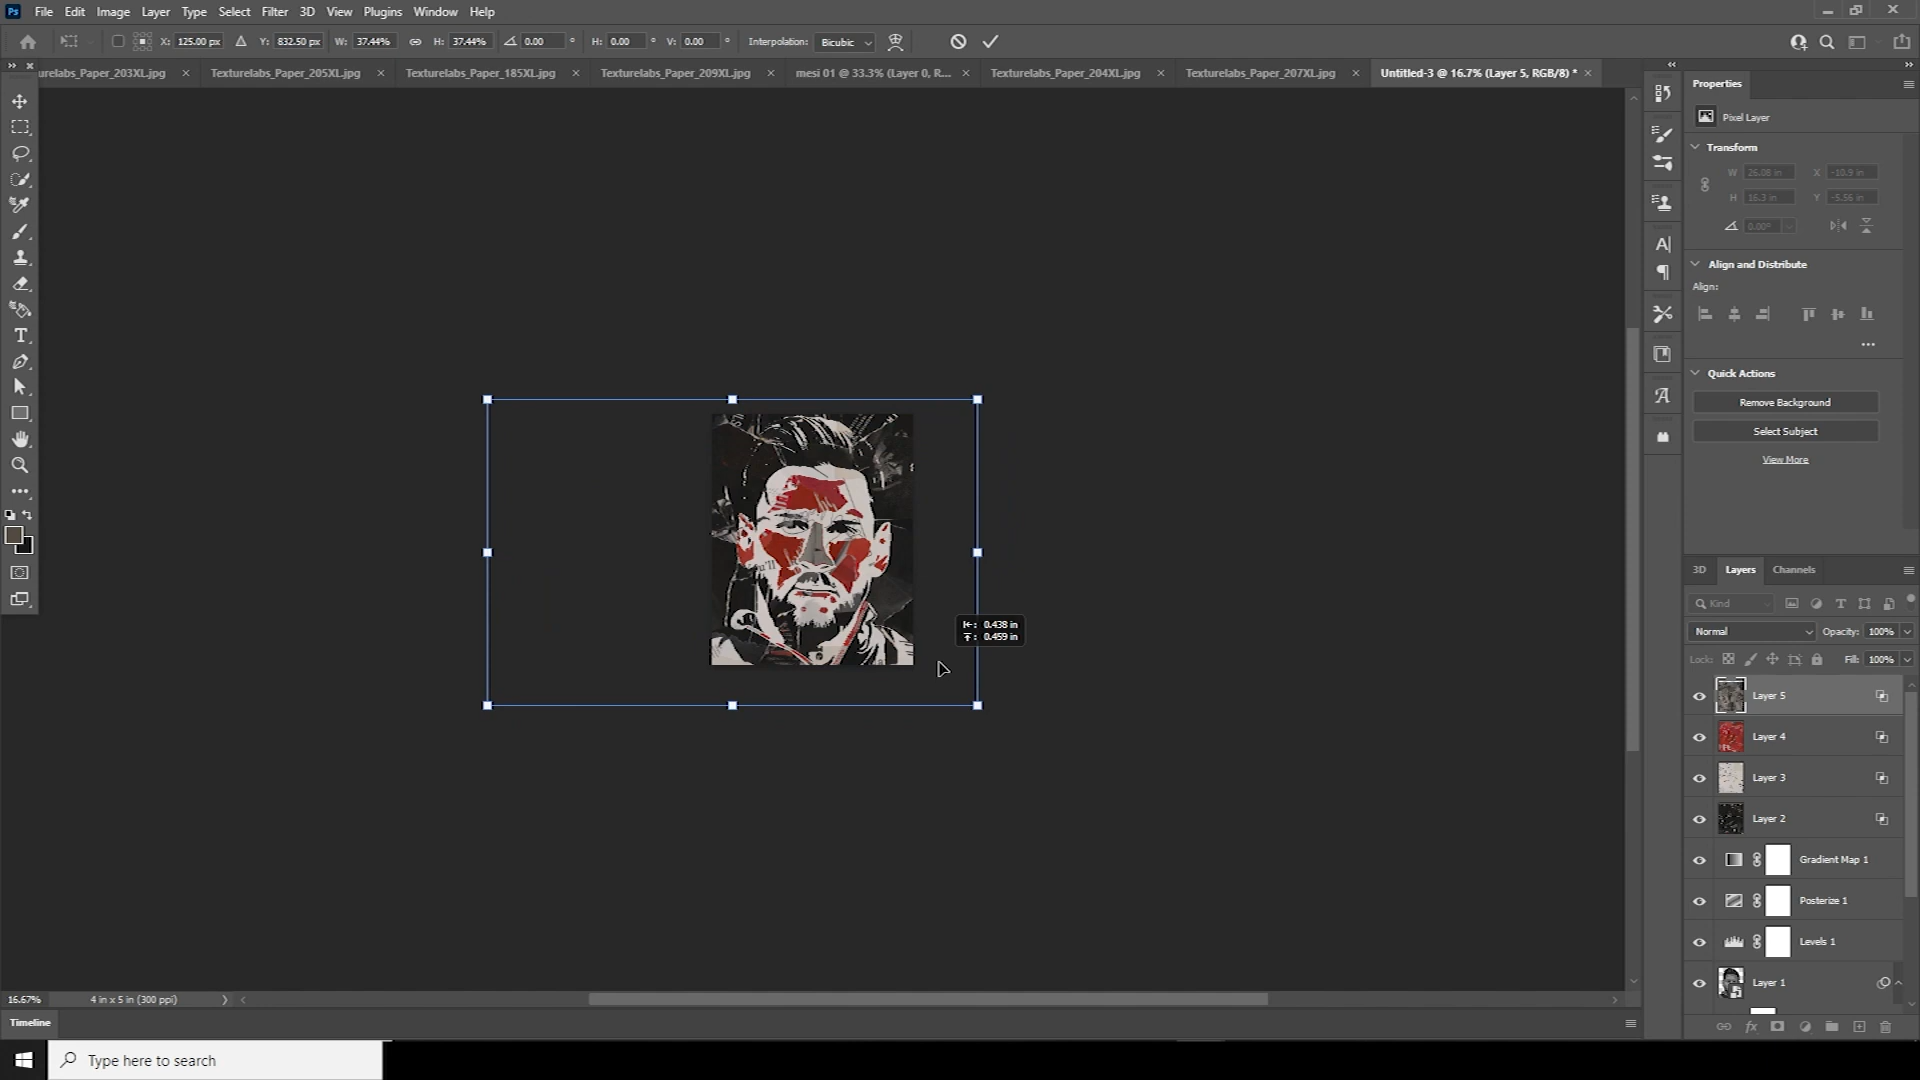 Ps File Edit Image Layer Type Select Filter 3D View Plugins Window Help
X: 125.00 px Y: 832.50 px W: 37.44% H: 37.44% 0.00 ° H: 0.00 ° V: 0.00 ° Interpolation: Bicubic
urelabs_Paper_203XL.jpg × Texturelabs_Paper_205XL.jpg × Texturelabs_Paper_185XL.jpg × Texturelabs_Paper_209XL.jpg × mesi 01 @ 33.3% (Layer 0, R... × Texturelabs_Paper_204XL.jpg × Texturelabs_Paper_207XL.jpg × Untitled-3 @ 16.7% (Layer 5, RGB/8) * ×
Properties
Pixel Layer
Transform
W 26.08 in X -10.9 in
H 16.3 in Y -5.56 in
0.00°
Align and Distribute
Align:
Quick Actions
Remove Background
Select Subject
View More
0.438 in
0.459 in
3D Layers Channels
Kind
Normal Opacity: 100%
Lock: Fill: 100%
Layer 5
Layer 4
Layer 3
Layer 2
Gradient Map 1
Posterize 1
Levels 1
Layer 1
16.67% 4 in x 5 in (300 ppi)
Timeline
Type here to search